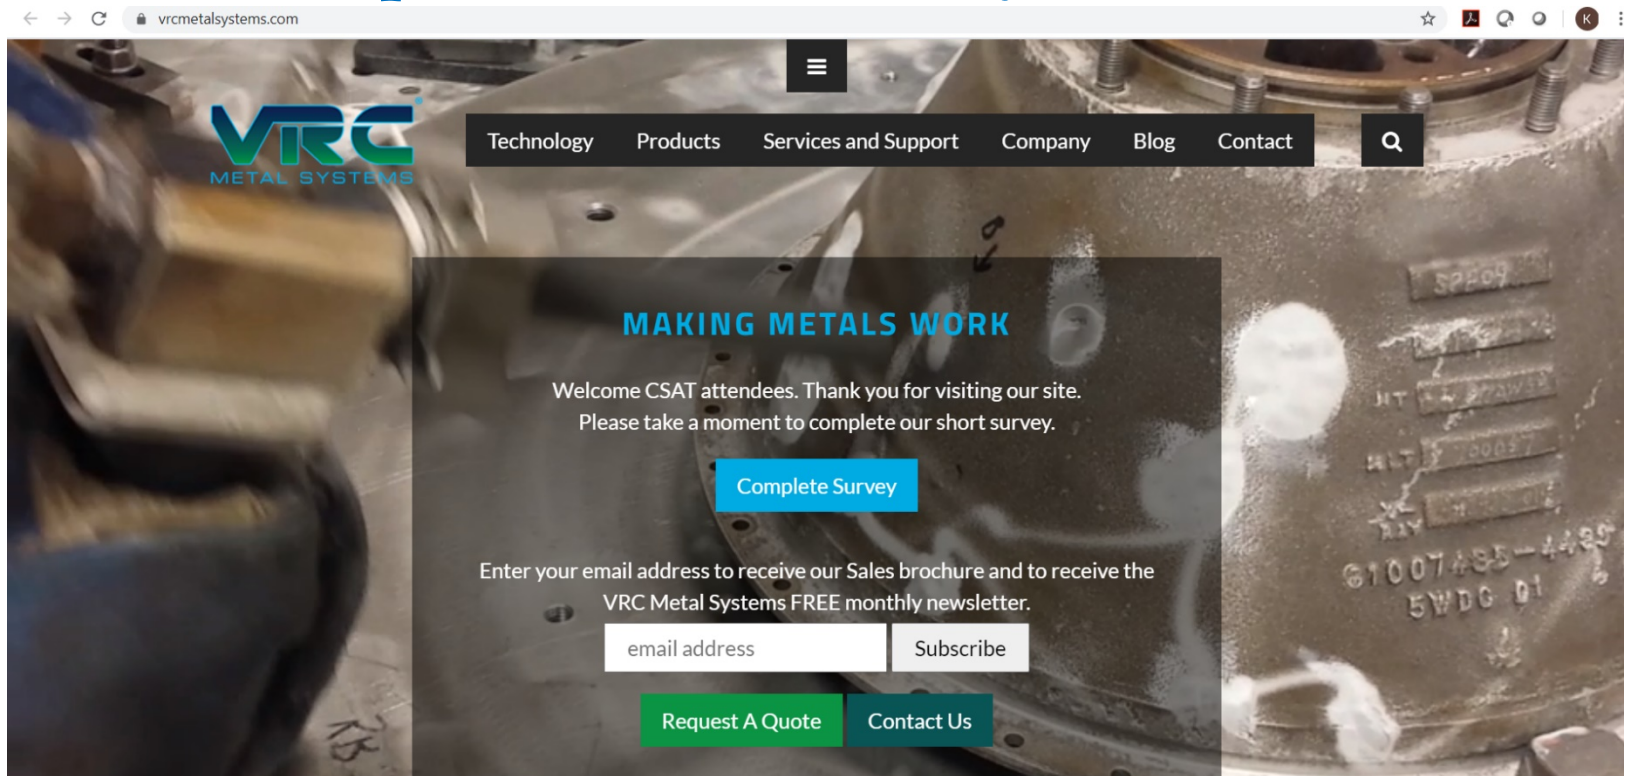 vrcmetalsystems.com
K
VRC
METAL SYSTEMS
Technology Products Services and Support Company Blog Contact
MAKING METALS WORK
Welcome CSAT attendees. Thank you for visiting our site.
Please take a moment to complete our short survey.
Complete Survey
Enter your email address to receive our Sales brochure and to receive the
VRC Metal Systems FREE monthly newsletter.
email address Subscribe
Request A Quote Contact Us
5WDG 01